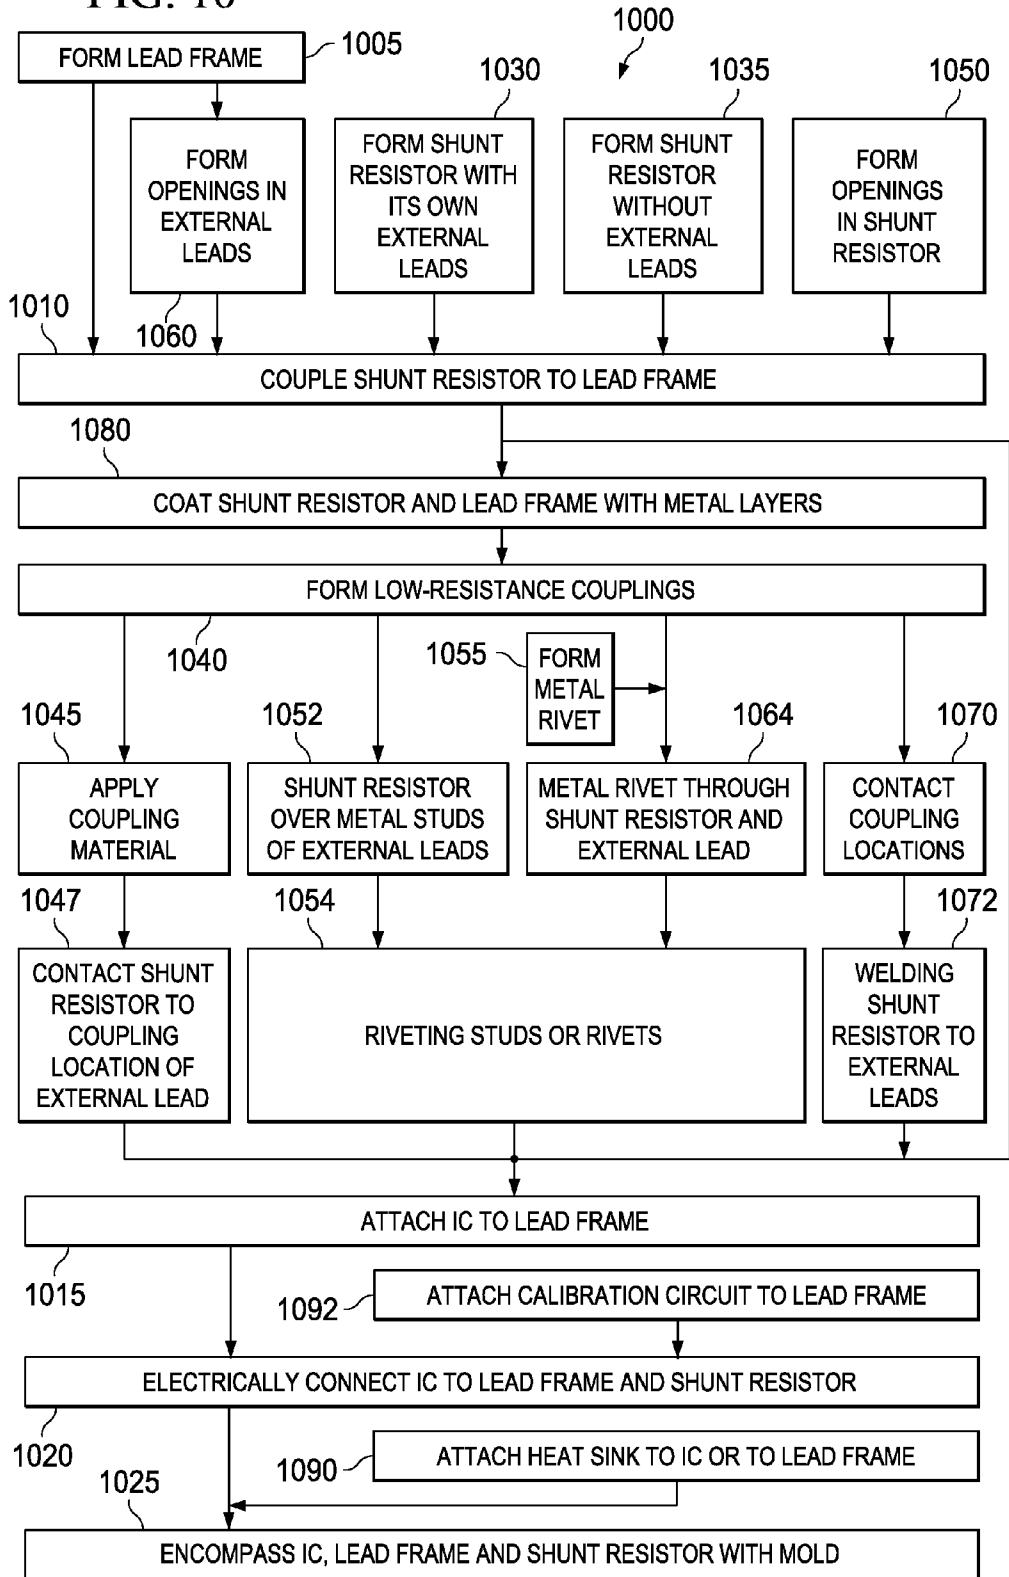 FIG. 10
1000
FORM LEAD FRAME
1005
1030
1035
1050
FORM
OPENINGS IN
EXTERNAL
LEADS
FORM SHUNT
RESISTOR WITH
ITS OWN
EXTERNAL
LEADS
FORM SHUNT
RESISTOR
WITHOUT
EXTERNAL
LEADS
FORM
OPENINGS
IN SHUNT
RESISTOR
1010
1060
COUPLE SHUNT RESISTOR TO LEAD FRAME
1080
COAT SHUNT RESISTOR AND LEAD FRAME WITH METAL LAYERS
FORM LOW-RESISTANCE COUPLINGS
1040
1055
FORM
METAL
RIVET
1045
1052
1064
1070
APPLY
COUPLING
MATERIAL
SHUNT RESISTOR
OVER METAL STUDS
OF EXTERNAL LEADS
METAL RIVET THROUGH
SHUNT RESISTOR AND
EXTERNAL LEAD
CONTACT
COUPLING
LOCATIONS
1047
1054
1072
CONTACT SHUNT
RESISTOR TO
COUPLING
LOCATION OF
EXTERNAL LEAD
RIVETING STUDS OR RIVETS
WELDING
SHUNT
RESISTOR TO
EXTERNAL
LEADS
ATTACH IC TO LEAD FRAME
1015
1092
ATTACH CALIBRATION CIRCUIT TO LEAD FRAME
ELECTRICALLY CONNECT IC TO LEAD FRAME AND SHUNT RESISTOR
1020
1090
ATTACH HEAT SINK TO IC OR TO LEAD FRAME
1025
ENCOMPASS IC, LEAD FRAME AND SHUNT RESISTOR WITH MOLD